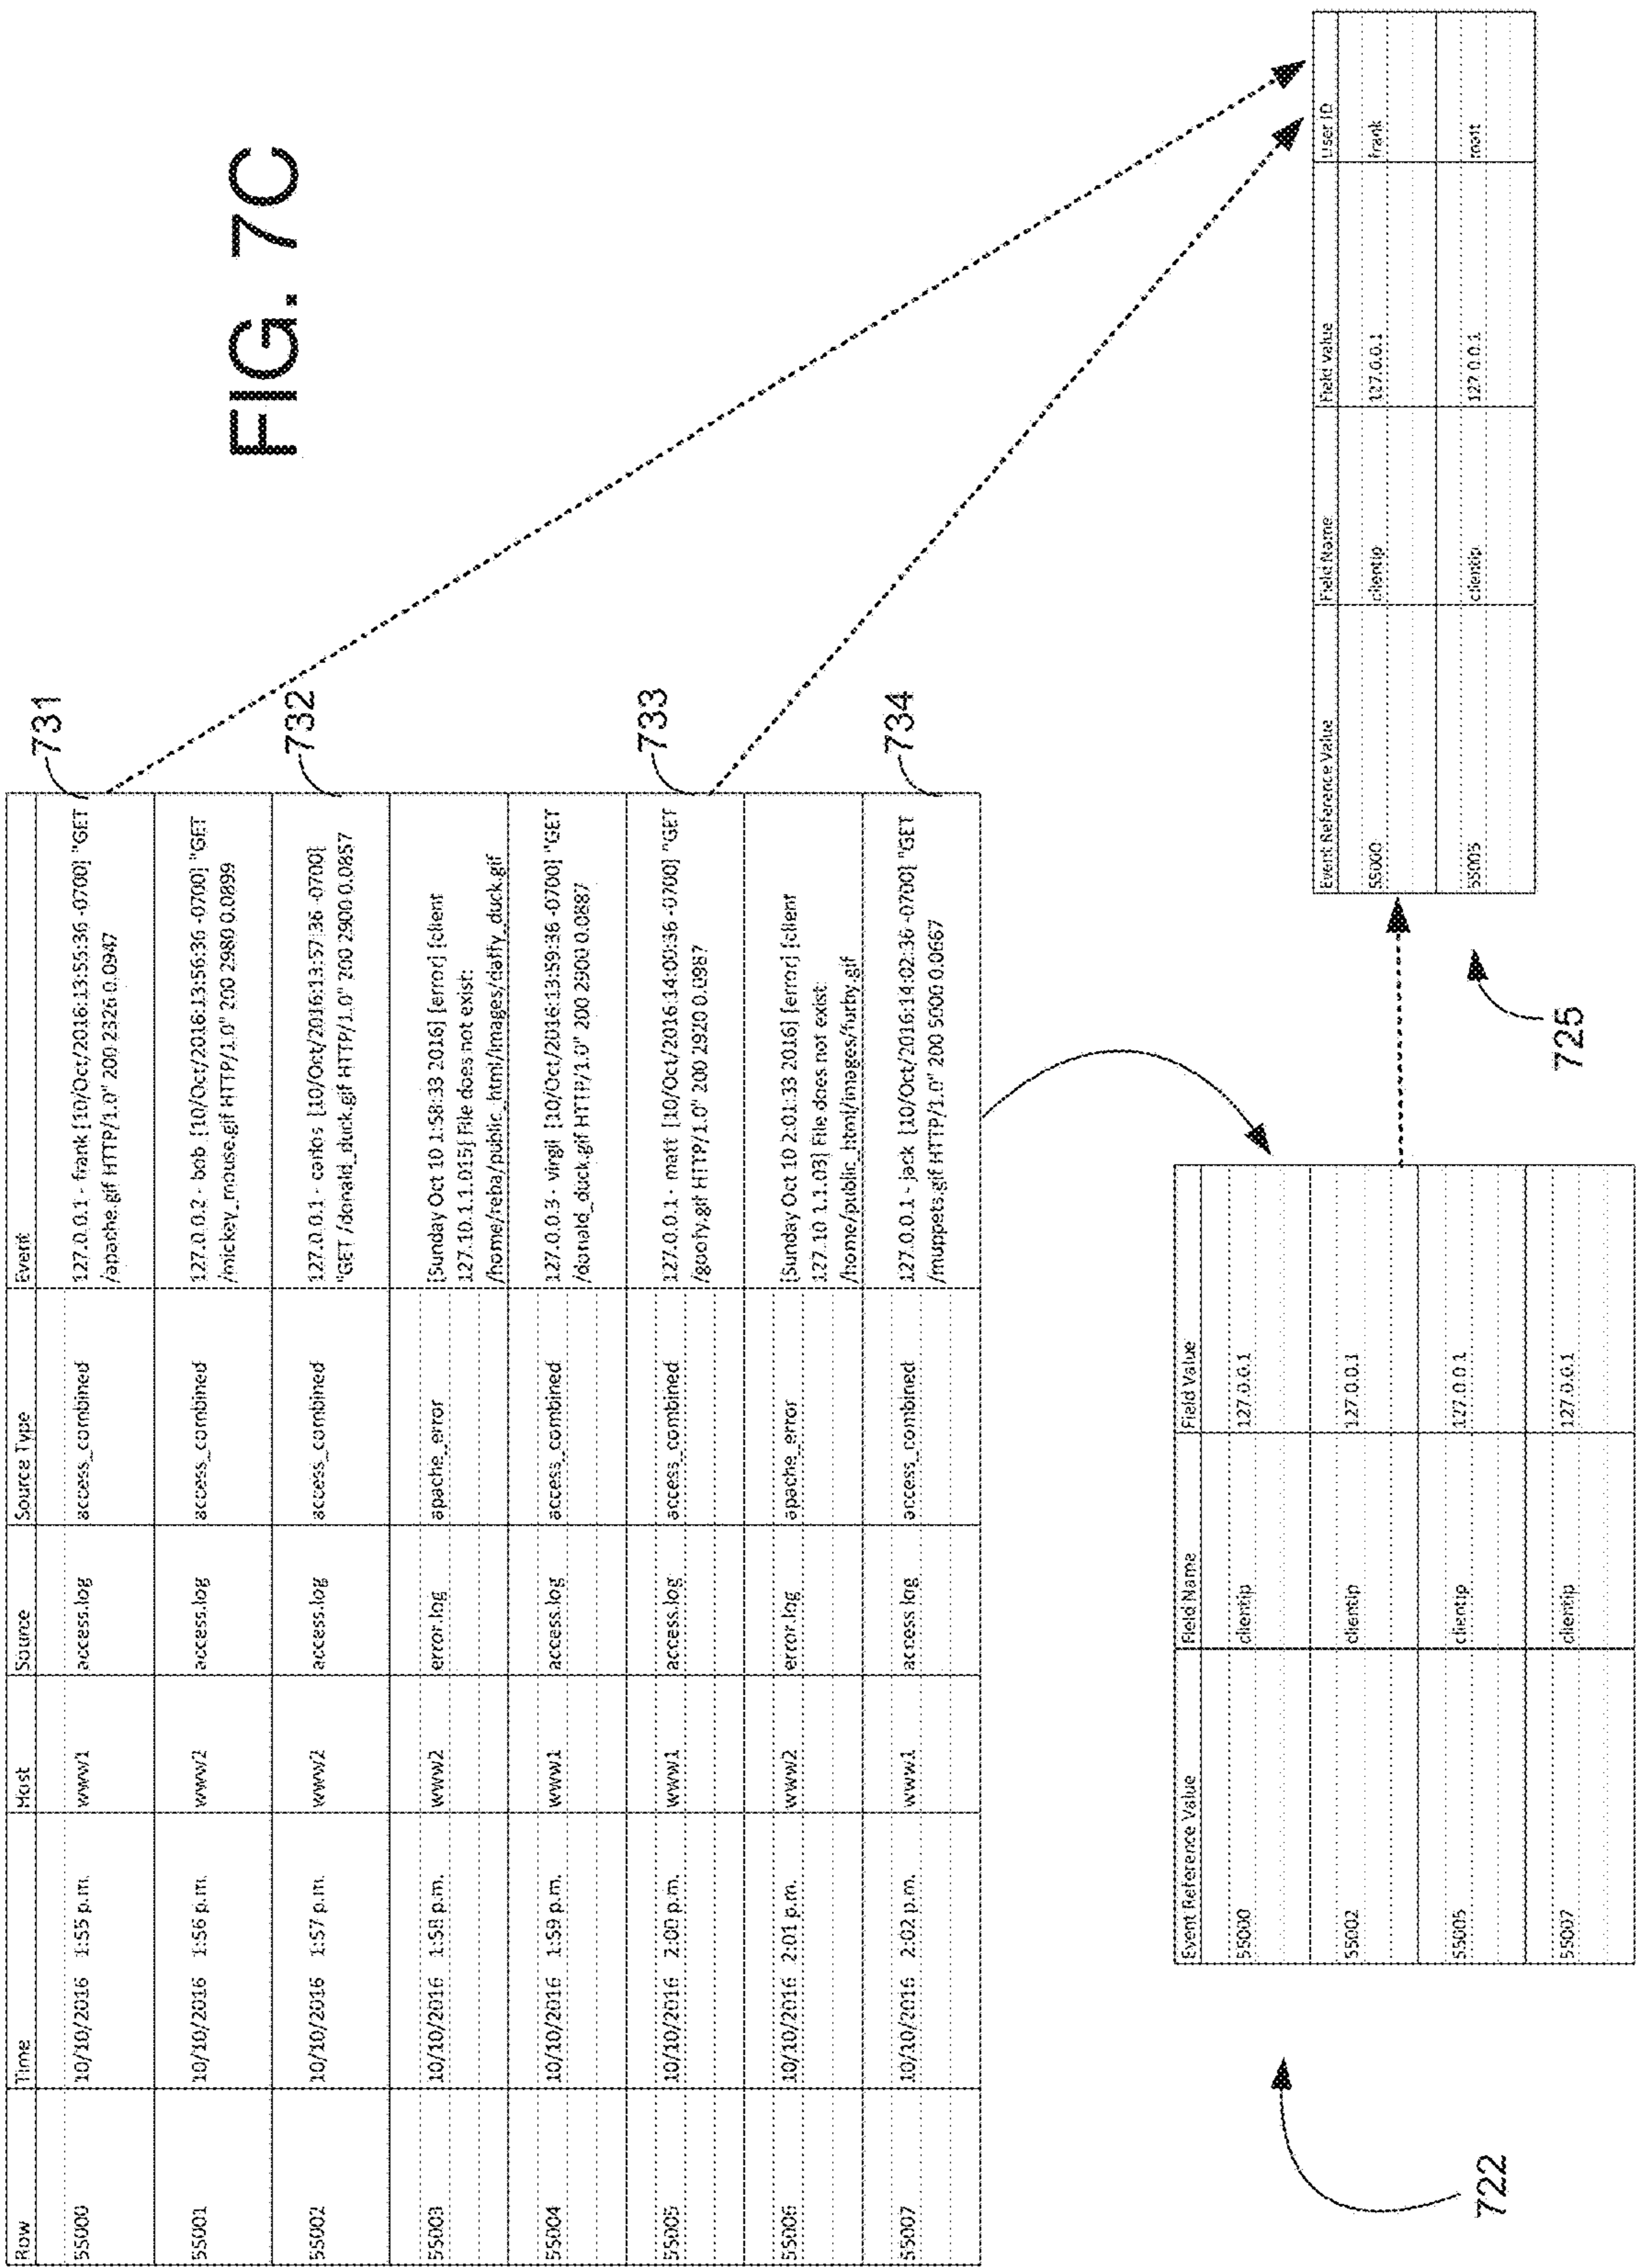 Row Time Host Source Source Type Event
55000 10/10/2016 1:55 p.m. www1 access.log access_combined 127.0.0.1 - frank [10/Oct/2016:13:55:36 -0700] "GET
/apache.gif HTTP/1.0" 200 2326 0.0947
731
55001 10/10/2016 1:56 p.m. www2 access.log access_combined 127.0.0.2 - bob [10/Oct/2016:13:56:36 -0700] "GET
/mickey_mouse.gif HTTP/1.0" 200 2980 0.0899
55002 10/10/2016 1:57 p.m. www2 access.log access_combined 127.0.0.1 - carlos [10/Oct/2016:13:57:36 -0700]
"GET /donald_duck.gif HTTP/1.0" 200 2900 0.0857
732
55003 10/10/2016 1:58 p.m. www2 error.log apache_error [Sunday Oct 10 1:58:33 2016] [error] [client
127.10.1.1.015] File does not exist:
/home/reba/public_html/images/daffy_duck.gif
55004 10/10/2016 1:59 p.m. www1 access.log access_combined 127.0.0.3 - virgil [10/Oct/2016:13:59:36 -0700] "GET
/donald_duck.gif HTTP/1.0" 200 2900 0.0887
55005 10/10/2016 2:00 p.m. www1 access.log access_combined 127.0.0.1 - matt [10/Oct/2016:14:00:36 -0700] "GET
/goofy.gif HTTP/1.0" 200 2920 0.0987
733
55006 10/10/2016 2:01 p.m. www2 error.log apache_error [Sunday Oct 10 2:01:33 2016] [error] [client
127.10.1.1.03] File does not exist:
/home/public_html/images/furby.gif
55007 10/10/2016 2:02 p.m. www1 access.log access_combined 127.0.0.1 - jack [10/Oct/2016:14:02:36 -0700] "GET
/muppets.gif HTTP/1.0" 200 5000 0.0667
734
FIG. 7C
722
Event Reference Value Field Name Field Value
55000 clientip 127.0.0.1
55002 clientip 127.0.0.1
55005 clientip 127.0.0.1
55007 clientip 127.0.0.1
725
Event Reference Value Field Name Field Value User ID
55000 clientip 127.0.0.1 frank
55005 clientip 127.0.0.1 matt